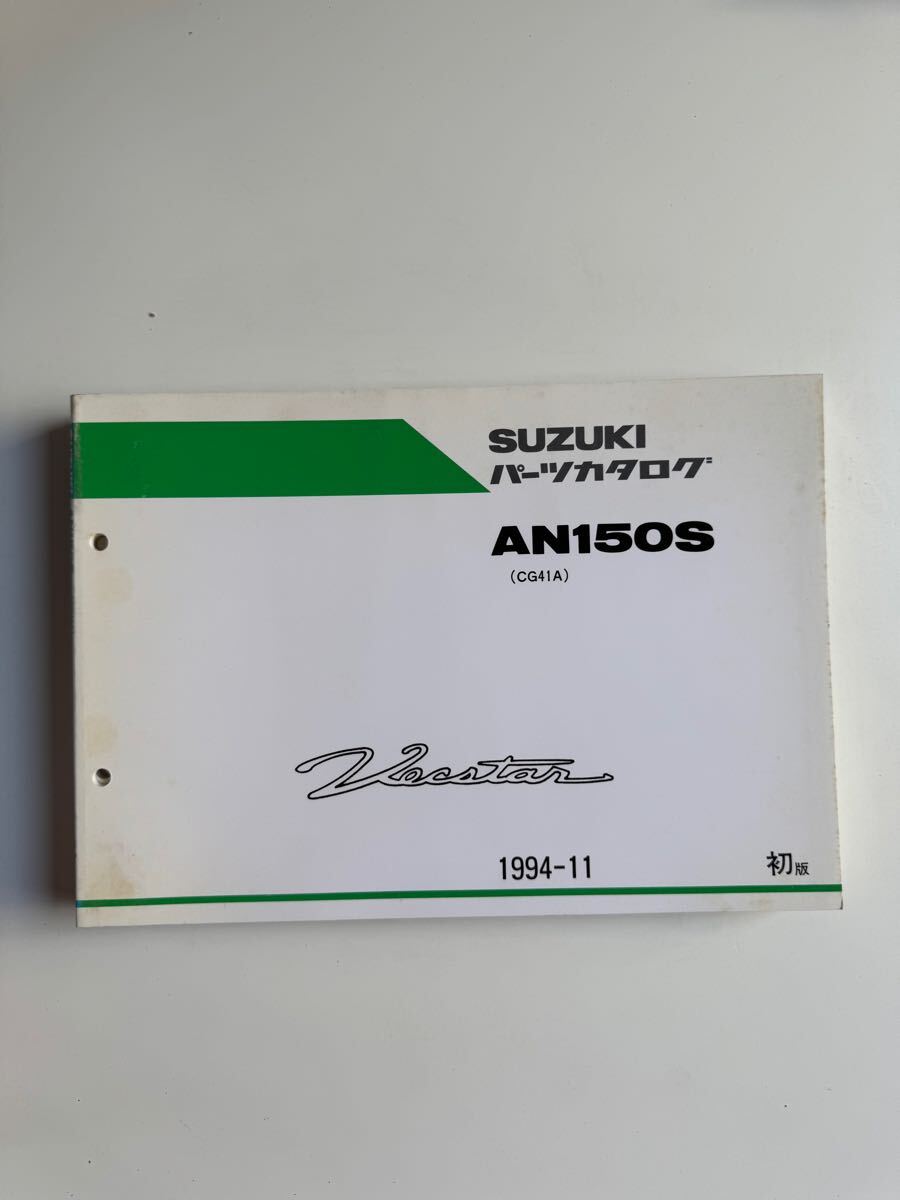 SUZUKI
パーツカタログ
AN150S
(CG41A)
Vecstar
1994-11
初版